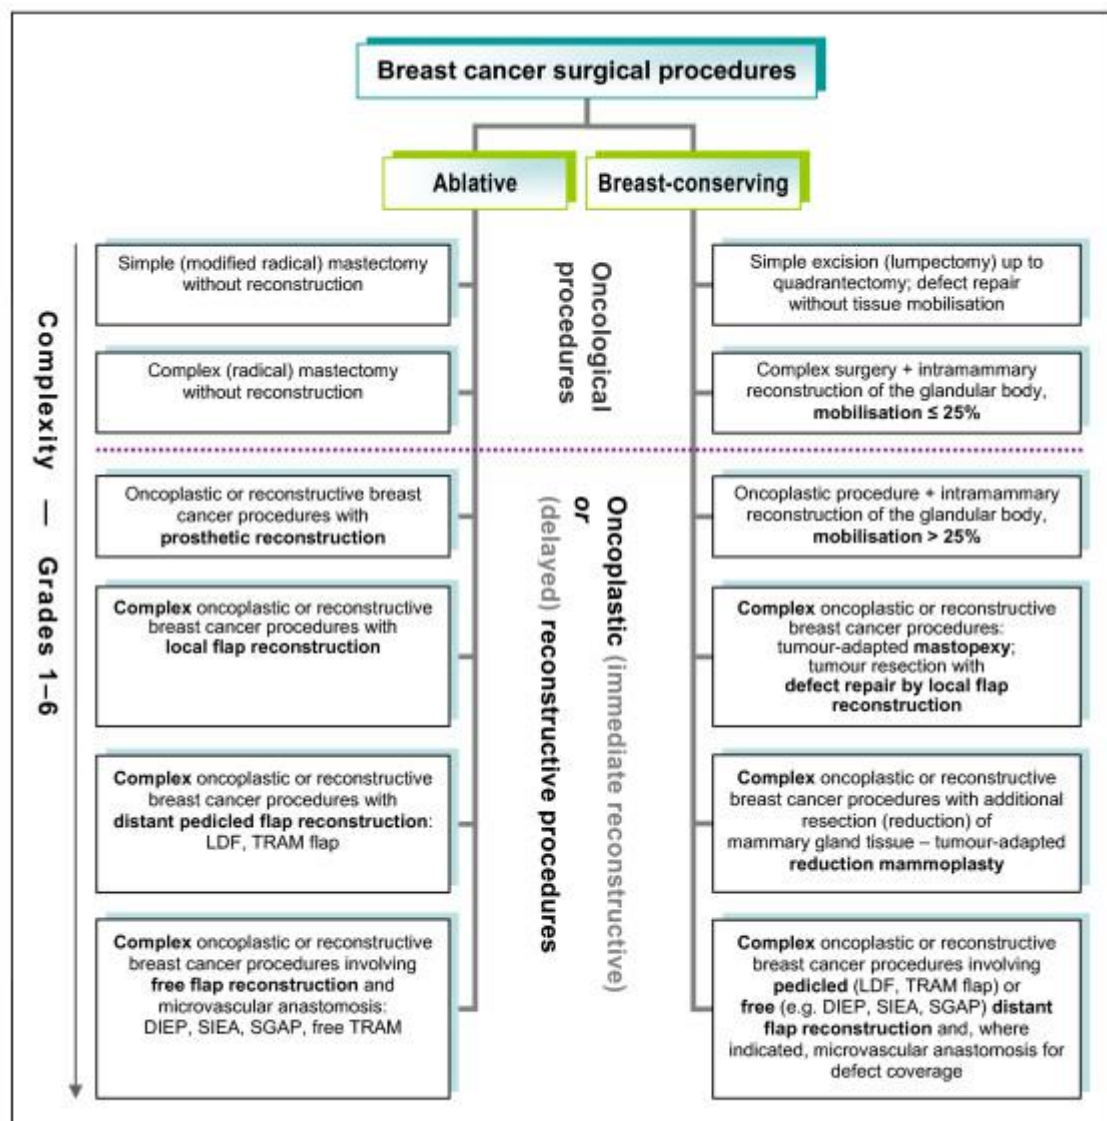 Breast cancer surgical procedures
Ablative
Breast-conserving
Complexity — Grades 1–6
Simple (modified radical) mastectomy
without reconstruction
Complex (radical) mastectomy
without reconstruction
Oncoplastic or reconstructive breast
cancer procedures with
prosthetic reconstruction
Complex oncoplastic or reconstructive
breast cancer procedures with
local flap reconstruction
Complex oncoplastic or reconstructive
breast cancer procedures with
distant pedicled flap reconstruction:
LDF, TRAM flap
Complex oncoplastic or reconstructive
breast cancer procedures involving
free flap reconstruction and
microvascular anastomosis:
DIEP, SIEA, SGAP, free TRAM
Oncological
procedures
Oncoplastic (immediate reconstructive)
or
(delayed) reconstructive procedures
Simple excision (lumpectomy) up to
quadrantectomy; defect repair
without tissue mobilisation
Complex surgery + intramammary
reconstruction of the glandular body,
mobilisation ≤ 25%
Oncoplastic procedure + intramammary
reconstruction of the glandular body,
mobilisation > 25%
Complex oncoplastic or reconstructive
breast cancer procedures:
tumour-adapted mastopexy;
tumour resection with
defect repair by local flap
reconstruction
Complex oncoplastic or reconstructive
breast cancer procedures with additional
resection (reduction) of
mammary gland tissue – tumour-adapted
reduction mammoplasty
Complex oncoplastic or reconstructive
breast cancer procedures involving
pedicled (LDF, TRAM flap) or
free (e.g. DIEP, SIEA, SGAP) distant
flap reconstruction and, where
indicated, microvascular anastomosis for
defect coverage